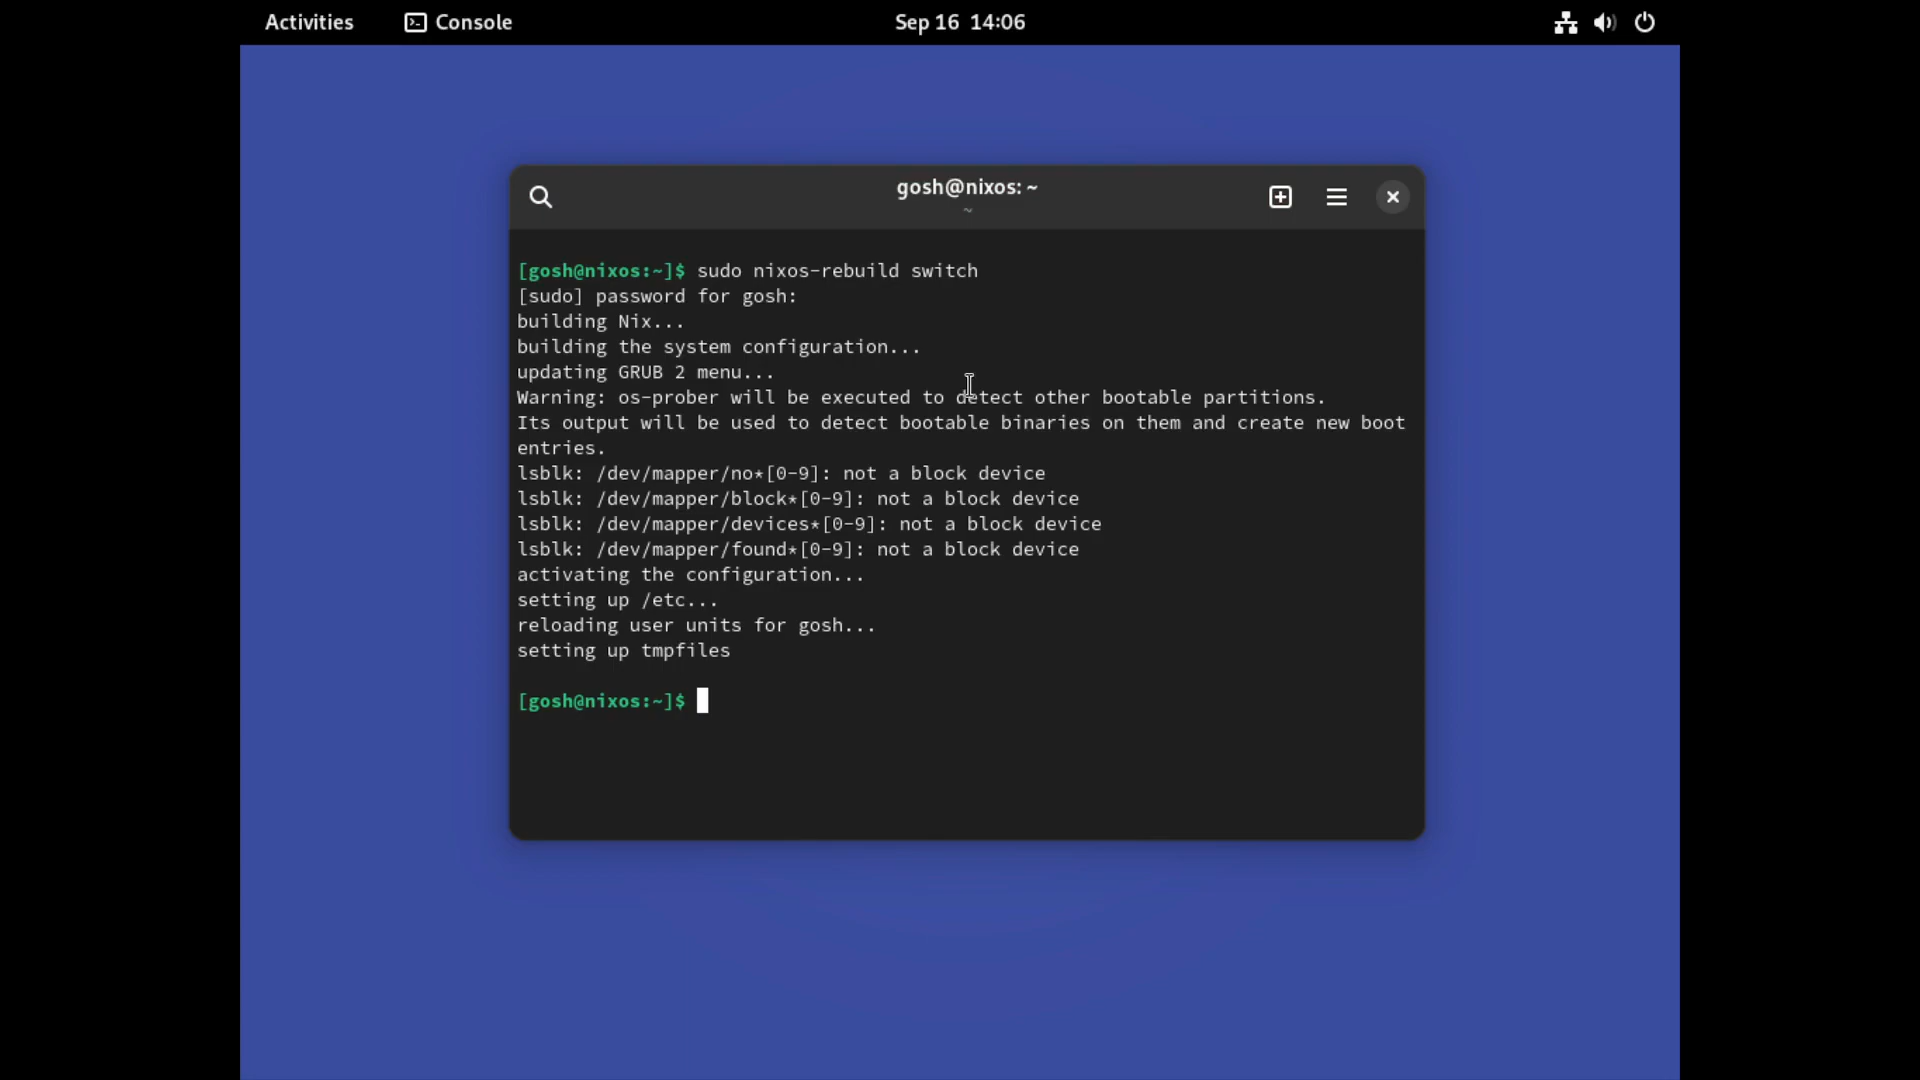 Activities
Console
Sep 16 14:06
gosh@nixos: ~
~
[gosh@nixos:~]$ sudo nixos-rebuild switch
[sudo] password for gosh:
building Nix...
building the system configuration...
updating GRUB 2 menu...
Warning: os-prober will be executed to detect other bootable partitions.
Its output will be used to detect bootable binaries on them and create new boot
entries.
lsblk: /dev/mapper/no*[0-9]: not a block device
lsblk: /dev/mapper/block*[0-9]: not a block device
lsblk: /dev/mapper/devices*[0-9]: not a block device
lsblk: /dev/mapper/found*[0-9]: not a block device
activating the configuration...
setting up /etc...
reloading user units for gosh...
setting up tmpfiles
[gosh@nixos:~]$